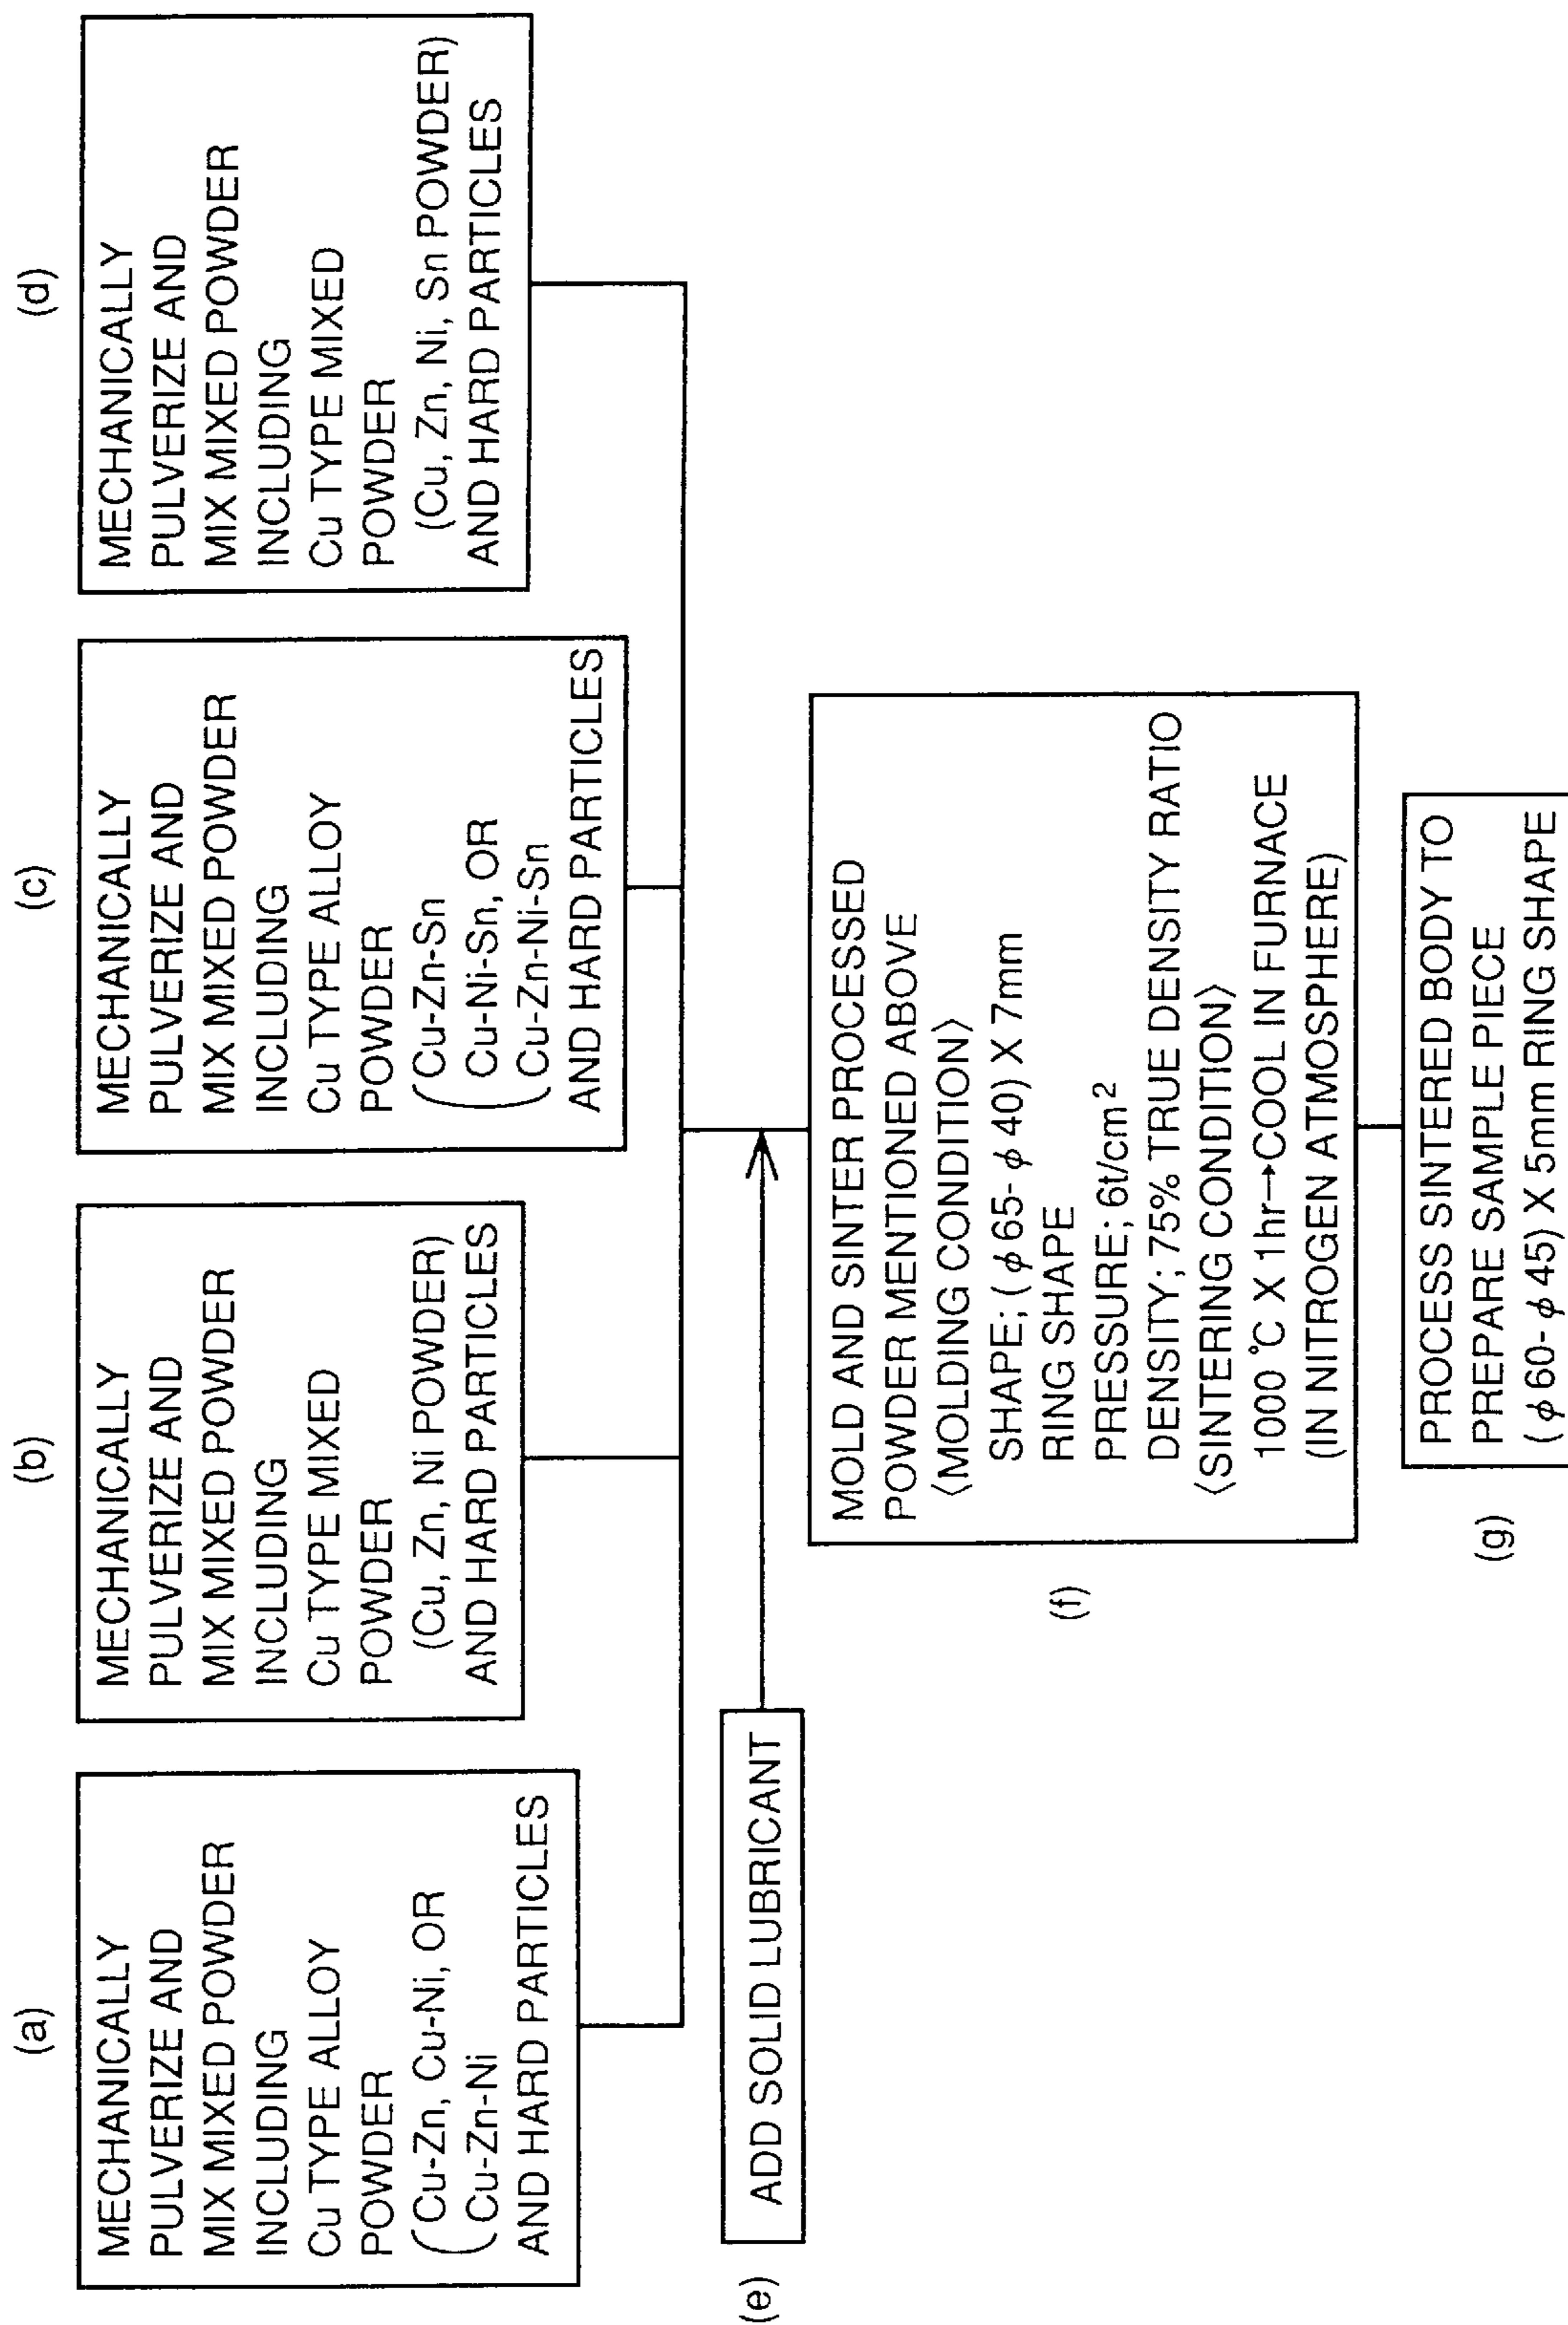 (a)
MECHANICALLY
PULVERIZE AND
MIX MIXED POWDER
INCLUDING
Cu TYPE ALLOY
POWDER
(Cu-Zn, Cu-Ni, OR
(Cu-Zn-Ni
AND HARD PARTICLES
(b)
MECHANICALLY
PULVERIZE AND
MIX MIXED POWDER
INCLUDING
Cu TYPE MIXED
POWDER
(Cu, Zn, Ni POWDER)
AND HARD PARTICLES
(c)
MECHANICALLY
PULVERIZE AND
MIX MIXED POWDER
INCLUDING
Cu TYPE ALLOY
POWDER
(Cu-Zn-Sn
Cu-Ni-Sn, OR
(Cu-Zn-Ni-Sn
AND HARD PARTICLES
(d)
MECHANICALLY
PULVERIZE AND
MIX MIXED POWDER
INCLUDING
Cu TYPE MIXED
POWDER
(Cu, Zn, Ni, Sn POWDER)
AND HARD PARTICLES
(e)
ADD SOLID LUBRICANT
(f)
MOLD AND SINTER PROCESSED
POWDER MENTIONED ABOVE
〈MOLDING CONDITION〉
SHAPE; (ϕ65-ϕ40) X 7mm
RING SHAPE
PRESSURE; 6t/cm²
DENSITY; 75% TRUE DENSITY RATIO
〈SINTERING CONDITION〉
1000 °C X 1hr→COOL IN FURNACE
(IN NITROGEN ATMOSPHERE)
(g)
PROCESS SINTERED BODY TO
PREPARE SAMPLE PIECE
(ϕ60-ϕ45) X 5mm RING SHAPE